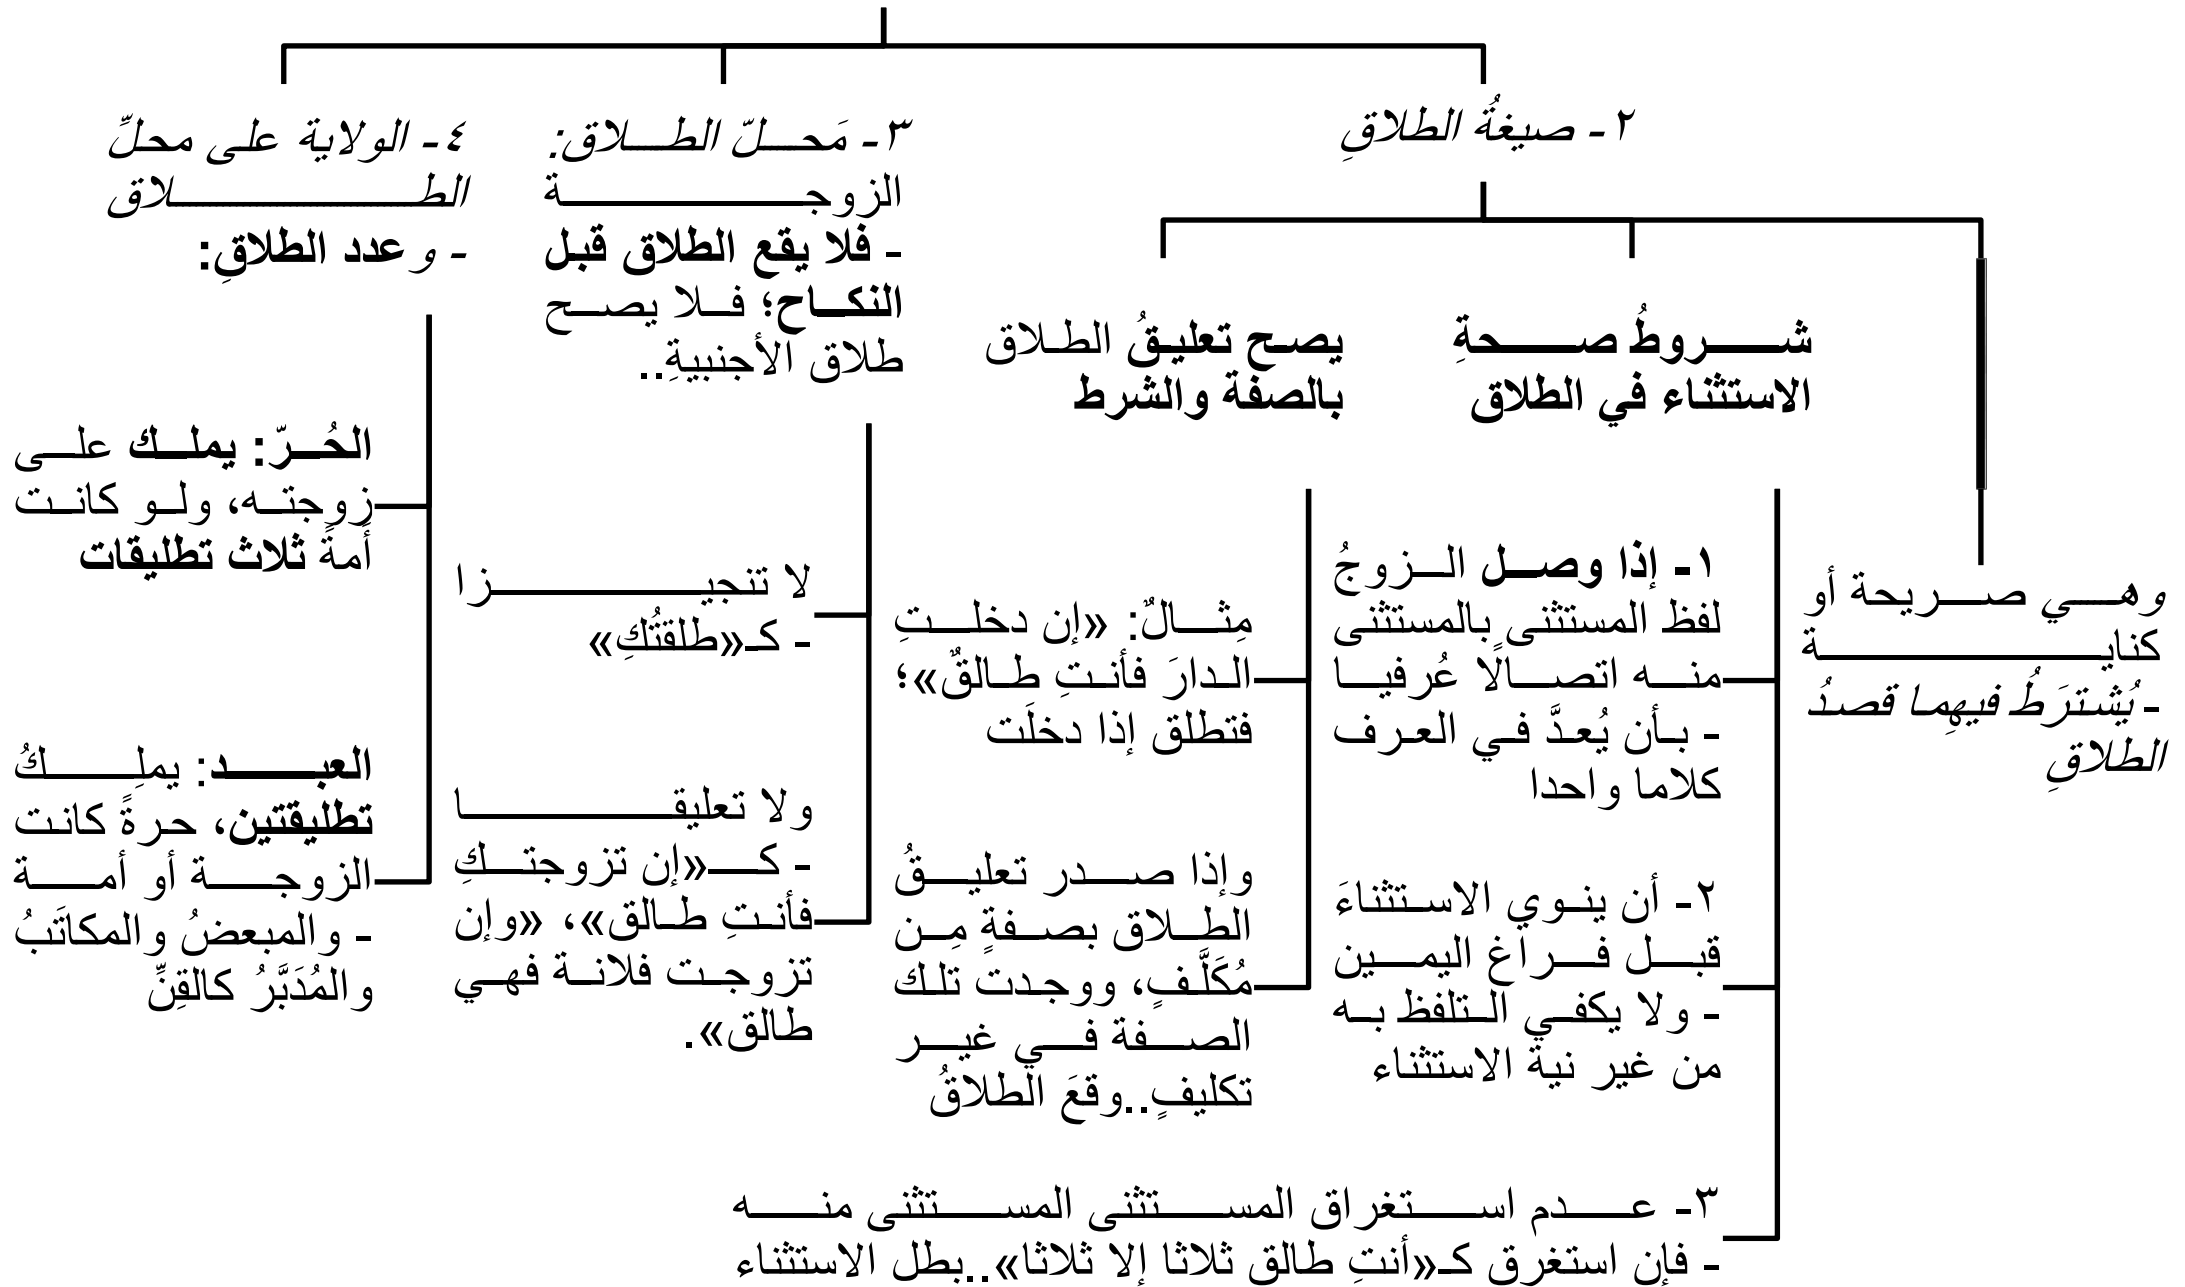 ٢- صيغةُ الطلاقِ
وهي صريحة أو
كناية
- يُشترَطُ فيهِما قصدُ
الطلاقِ
شروطُ صحةِ
الاستثناء في الطلاق
١- إذا وصل الزوجُ
لفظ المستثنى بالمستثنى
منه اتصالًا عُرفيا
- بأن يُعدَّ في العرف
كلاما واحدا
٢- أن ينوي الاستثناءَ
قبل فراغ اليمين
- ولا يكفي التلفظ به
من غير نية الاستثناء
٣- عدم استغراق المستثنى المستثنى منه
- فإن استغرق كـ«أنتِ طالق ثلاثا إلا ثلاثا»..بطل الاستثناء
يصح تعليقُ الطلاق
بالصفة والشرط
مِثالٌ: «إن دخلتِ
الدارَ فأنتِ طالقٌ»؛
فتطلق إذا دخلَت
وإذا صدر تعليقُ
الطلاق بصفةٍ مِن
مُكَلَّفٍ، ووجدت تلك
الصفة في غير
تكليفٍ..وقعَ الطلاقُ
٣- مَحلّ الطلاق:
الزوجة
- فلا يقع الطلاق قبل
النكاح؛ فلا يصح
طلاق الأجنبيةِ..
لا تنجيزا
- كـ«طلقتُكِ»
ولا تعليقا
- كـ«إن تزوجتكِ
فأنتِ طالق»، «وإن
تزوجت فلانة فهي
طالق».
٤- الولاية على محلِّ
الطلاق
- و عدد الطلاقِ:
الحُرّ: يملك على
زوجته، ولو كانت
أمةً ثلاث تطليقات
العبد: يملِكُ
تطليقتين، حرةً كانت
الزوجة أو أمة
- والمبعضُ والمكاتَبُ
والمُدَبَّرُ كالقِنِّ